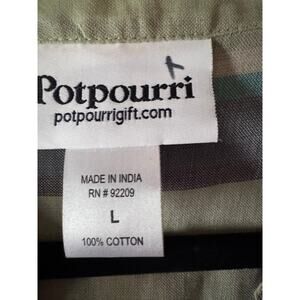 Potpourri
potpourrigift.com
MADE IN INDIA
RN # 92209
L
100% COTTON